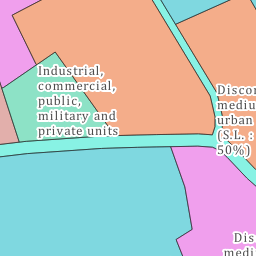 Industrial,
commercial,
public,
military and
private units
Discon
mediu
urban
(S.L. :
50%)
Dis
medi